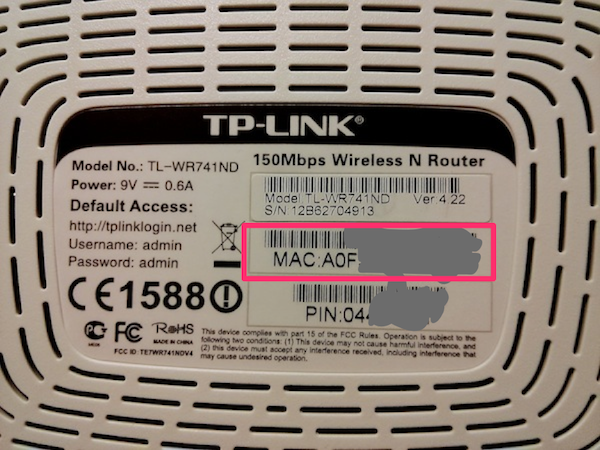 TP-LINK®
Model No.: TL-WR741ND
150Mbps Wireless N Router
Power: 9V ⎓ 0.6A
Default Access:
http://tplinklogin.net
Username: admin
Password: admin
Model:TL-WR741ND Ver:4.22
S/N:12B62704913
MAC:A0F
PIN:04
CE1588
FC RoHS
MADE IN CHINA
FCC ID: TE7WR741NDV4
This device complies with part 15 of the FCC Rules. Operation is subject to the
following two conditions: (1) This device may not cause harmful interference, and
(2) this device must accept any interference received, including interference that
may cause undesired operation.